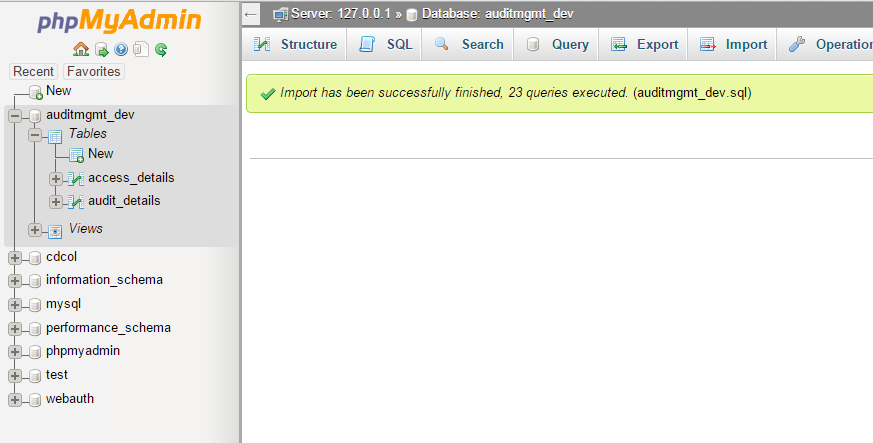 phpMyAdmin
Recent Favorites
New
auditmgmt_dev
Tables
New
access_details
audit_details
Views
cdcol
information_schema
mysql
performance_schema
phpmyadmin
test
webauth
← Server: 127.0.0.1 » Database: auditmgmt_dev
Structure SQL Search Query Export Import Operation
Import has been successfully finished, 23 queries executed. (auditmgmt_dev.sql)